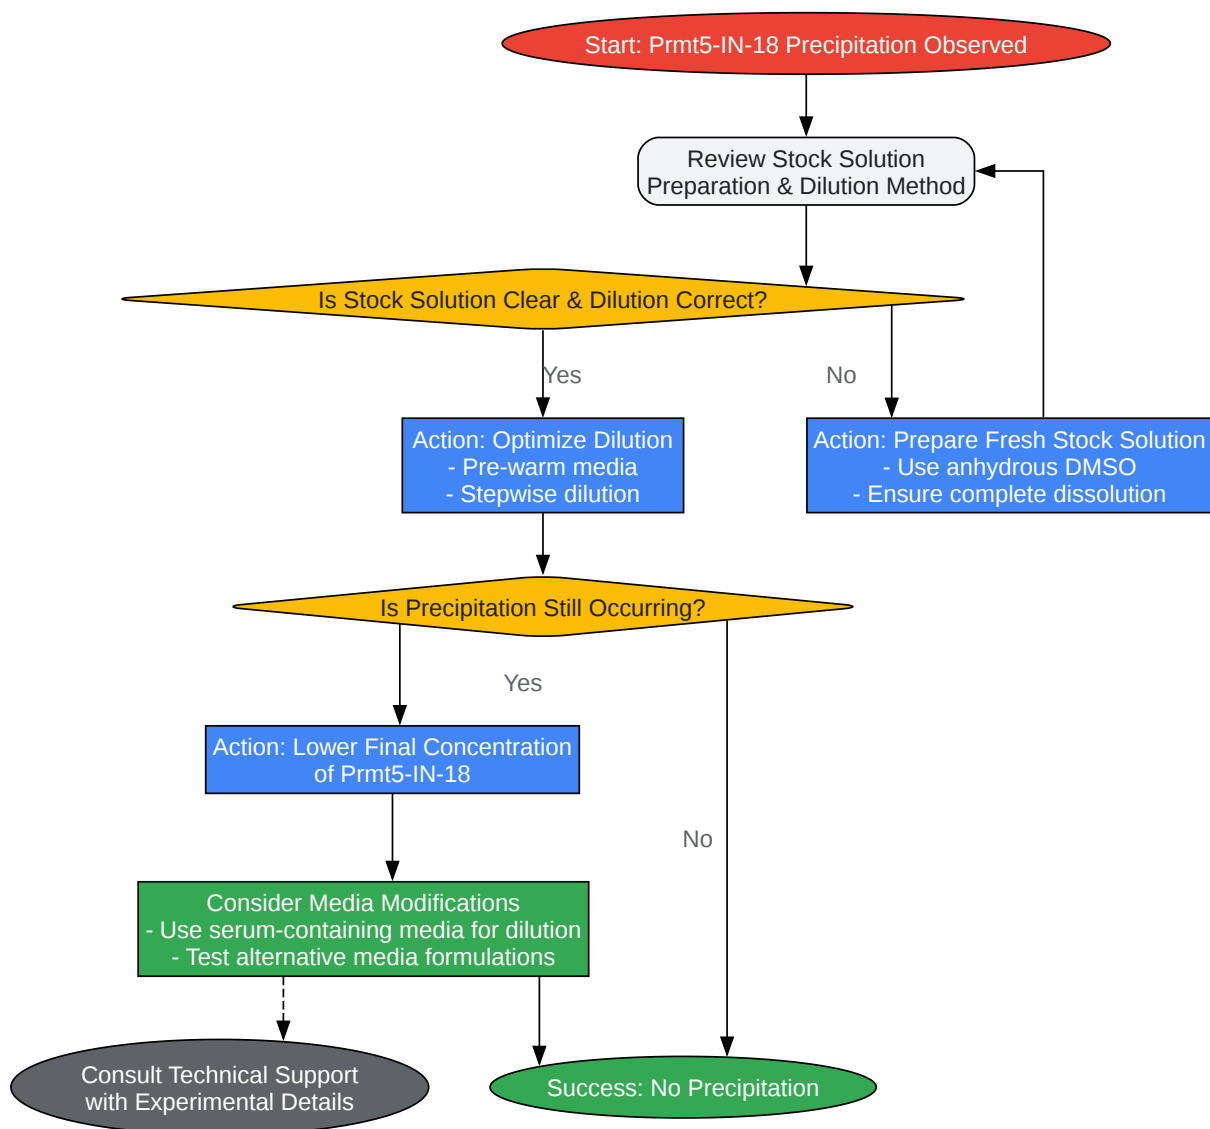 Start: Prmt5-IN-18 Precipitation Observed
Review Stock Solution
Preparation & Dilution Method
Is Stock Solution Clear & Dilution Correct?
Yes
No
Action: Optimize Dilution
- Pre-warm media
- Stepwise dilution
Action: Prepare Fresh Stock Solution
- Use anhydrous DMSO
- Ensure complete dissolution
Is Precipitation Still Occurring?
Yes
Action: Lower Final Concentration
of Prmt5-IN-18
No
Consider Media Modifications
- Use serum-containing media for dilution
- Test alternative media formulations
Consult Technical Support
with Experimental Details
Success: No Precipitation